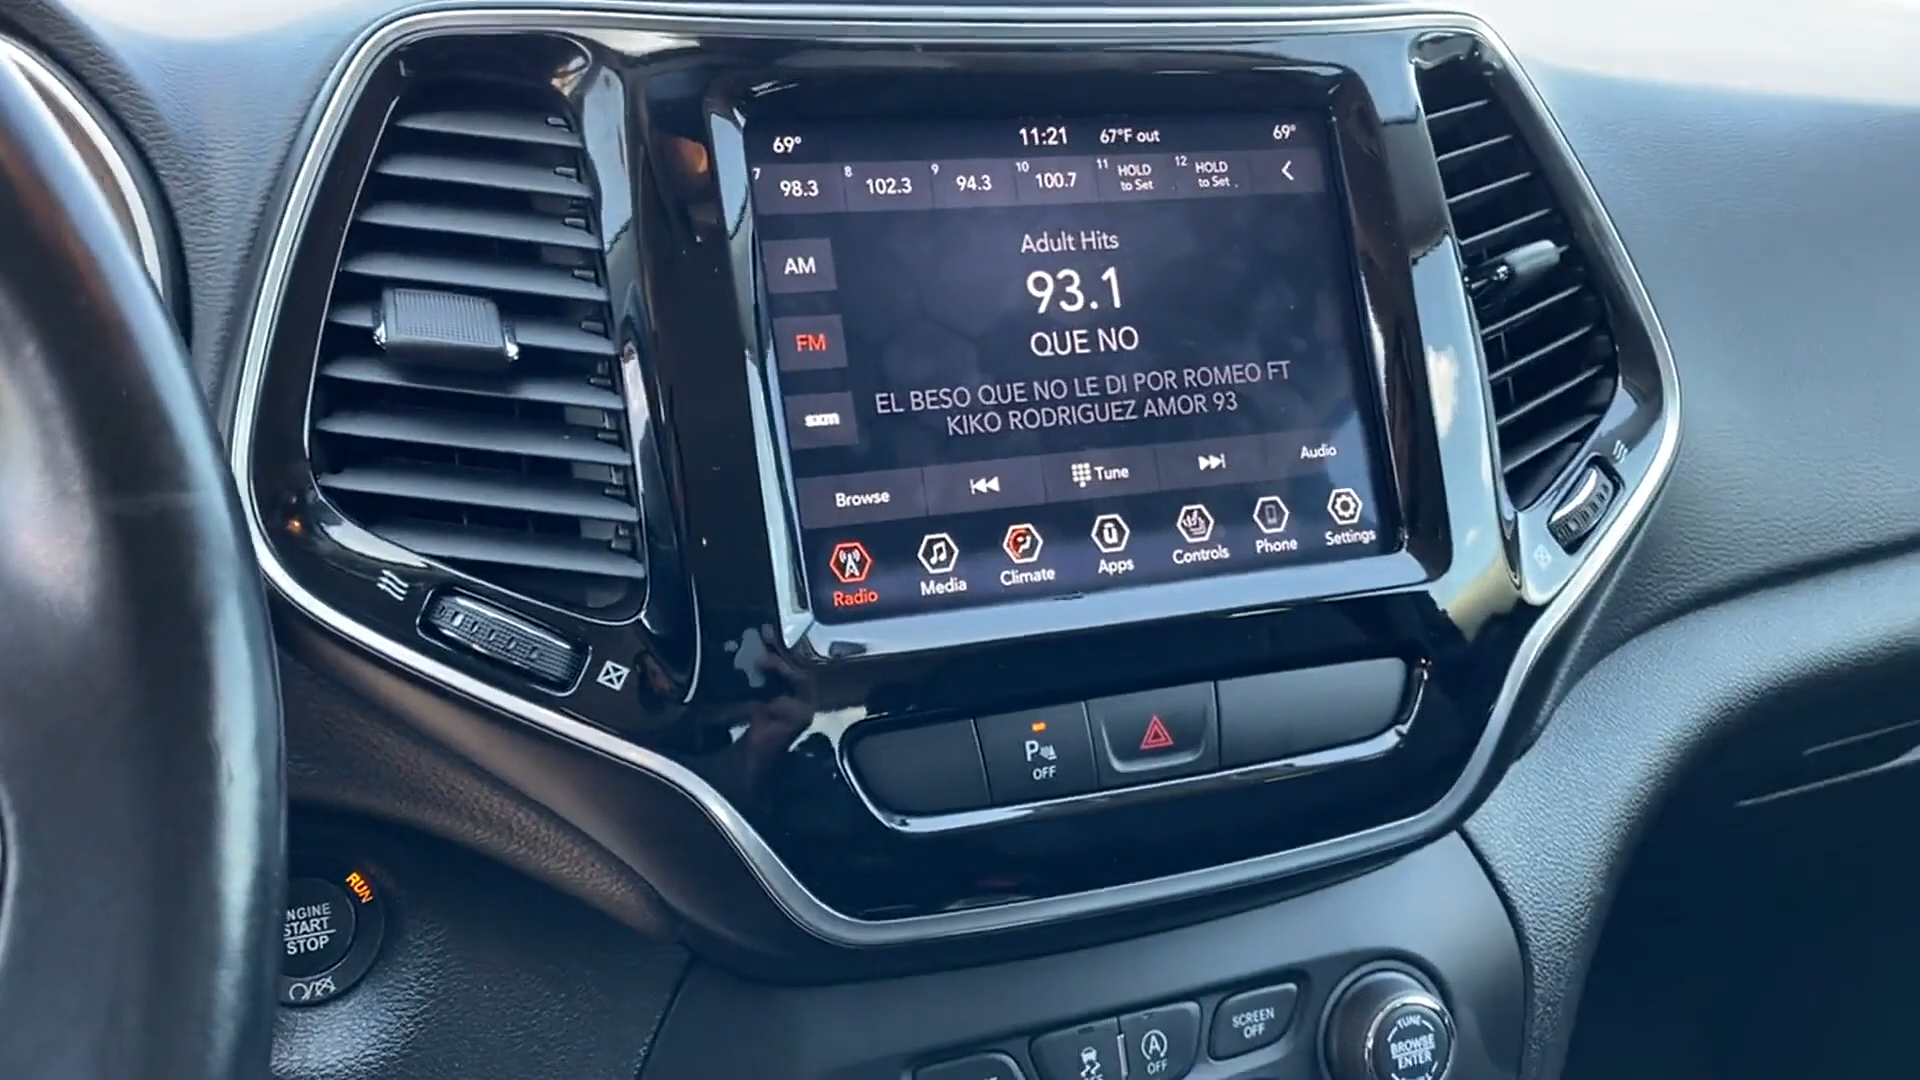 69° 11:21 67°F out 69°
7 98.3 8 102.3 9 94.3 10 100.7 11 HOLD to Set 12 HOLD to Set
Adult Hits
AM
93.1
QUE NO
FM
EL BESO QUE NO LE DI POR ROMEO FT
KIKO RODRIGUEZ AMOR 93
sxm
Browse Tune Audio
Radio Media Climate Apps Controls Phone Settings
P OFF
RUN
ENGINE
START
STOP
SCREEN
OFF
A
OFF
OFF
TUNE
BROWSE
ENTER